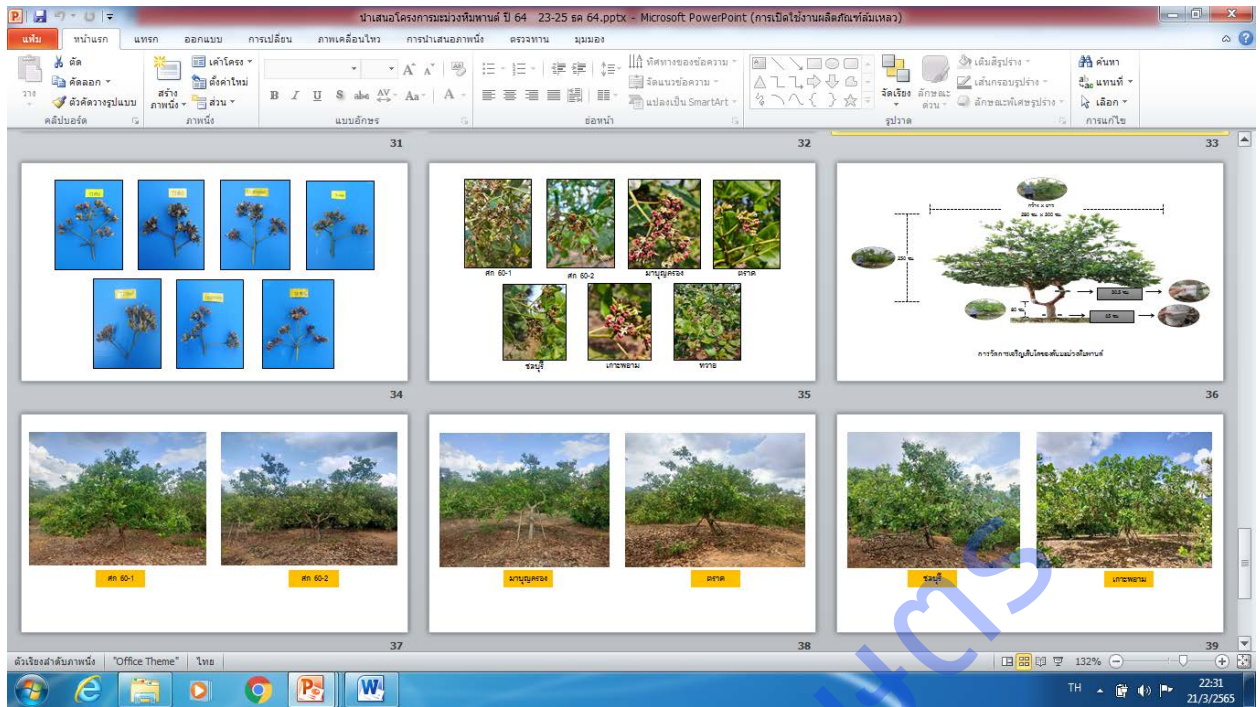 นำเสนอโครงการมะม่วงหิมพานต์ ปี 64 23-25 ธค 64.pptx - Microsoft PowerPoint (การเปิดใช้งานผลิตภัณฑ์ล้มเหลว)
แฟ้ม หน้าแรก แทรก ออกแบบ การเปลี่ยน ภาพเคลื่อนไหว การนำเสนอภาพนิ่ง ตรวจทาน มุมมอง
วาง
ตัด
คัดลอก
ตัวคัดวางรูปแบบ
คลิปบอร์ด
สร้าง
ภาพนิ่ง
เค้าโครง
ตั้งค่าใหม่
ส่วน
ภาพนิ่ง
B I U S abc AV Aa A
แบบอักษร
ทิศทางของข้อความ
จัดแนวข้อความ
แปลงเป็น SmartArt
ย่อหน้า
จัดเรียง
ลักษณะ
ด่วน
เติมสีรูปร่าง
เส้นกรอบรูปร่าง
ลักษณะพิเศษรูปร่าง
รูปวาด
ค้นหา
แทนที่
เลือก
การแก้ไข
31 32 33
ศก 60-1 ศก 60-2 มาบุญครอง ตราด
ชลบุรี เกาะพยาม ทวาย
กว้าง x ยาว
250 ซม.
50 ซม.
การวัดการเจริญเติบโตของต้นมะม่วงหิมพานต์
34 35 36
ศก 60-1 ศก 60-2 มาบุญครอง ตราด ชลบุรี เกาะพยาม
37 38 39
ตัวเรียงลำดับภาพนิ่ง "Office Theme" ไทย 132%
TH 22:31
21/3/2565